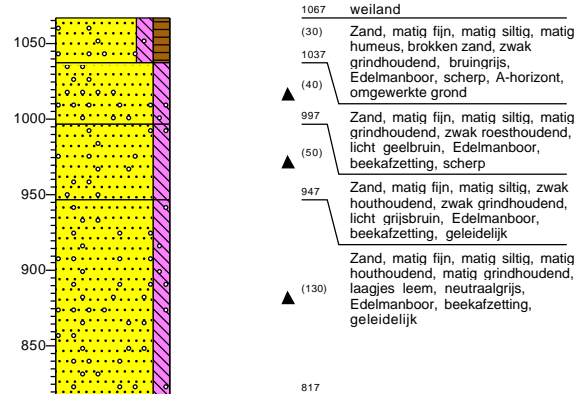 1067 weiland
(30) Zand, matig fijn, matig siltig, matig
humeus, brokken zand, zwak
1037 grindhoudend, bruingrijs,
Edelmanboor, scherp, A-horizont,
(40) omgewerkte grond
997 Zand, matig fijn, matig siltig, matig
grindhoudend, zwak roesthoudend,
(50) licht geelbruin, Edelmanboor,
beekafzetting, scherp
947 Zand, matig fijn, matig siltig, zwak
houthoudend, zwak grindhoudend,
licht grijsbruin, Edelmanboor,
beekafzetting, geleidelijk
Zand, matig fijn, matig siltig, matig
houthoudend, matig grindhoudend,
(130) laagjes leem, neutraalgrijs,
Edelmanboor, beekafzetting,
geleidelijk
817
1050
1000
950
900
850